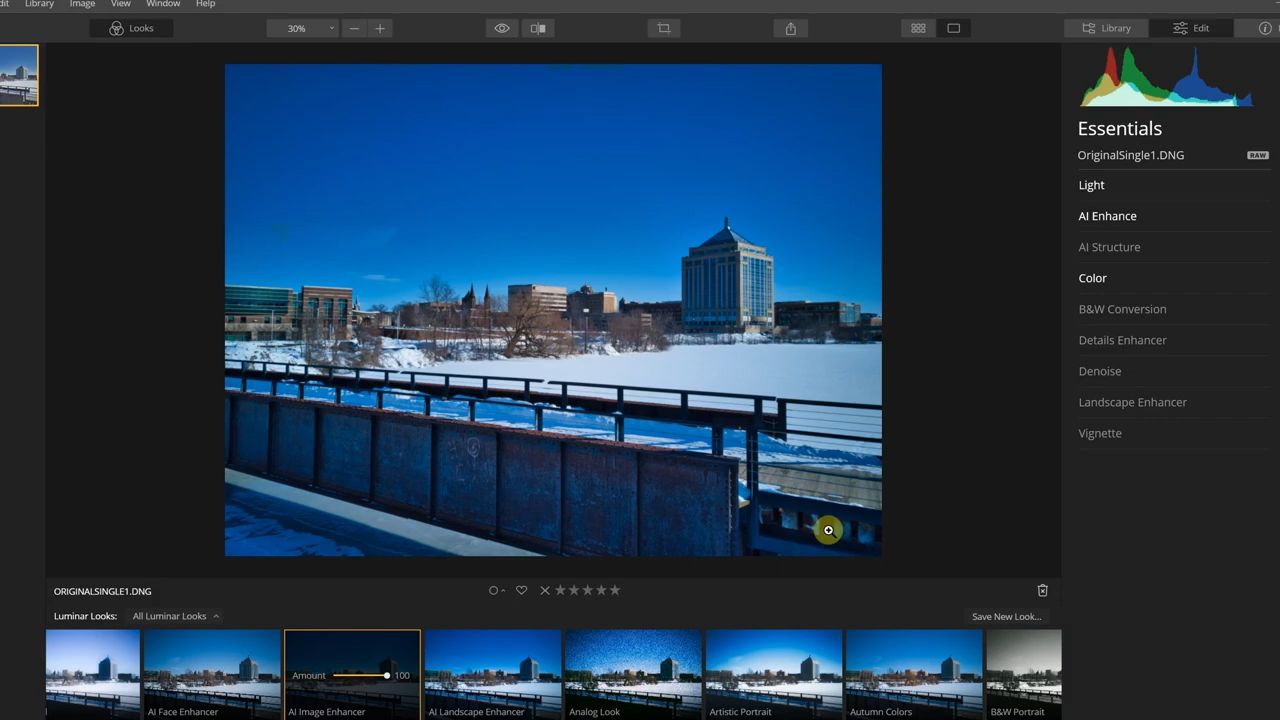 dit Library Image View Window Help
Looks 30% Library Edit
Essentials
OriginalSingle1.DNG RAW
Light
AI Enhance
AI Structure
Color
B&W Conversion
Details Enhancer
Denoise
Landscape Enhancer
Vignette
ORIGINALSINGLE1.DNG
Luminar Looks: All Luminar Looks Save New Look...
Amount 100
AI Face Enhancer AI Image Enhancer AI Landscape Enhancer Analog Look Artistic Portrait Autumn Colors B&W Portrait